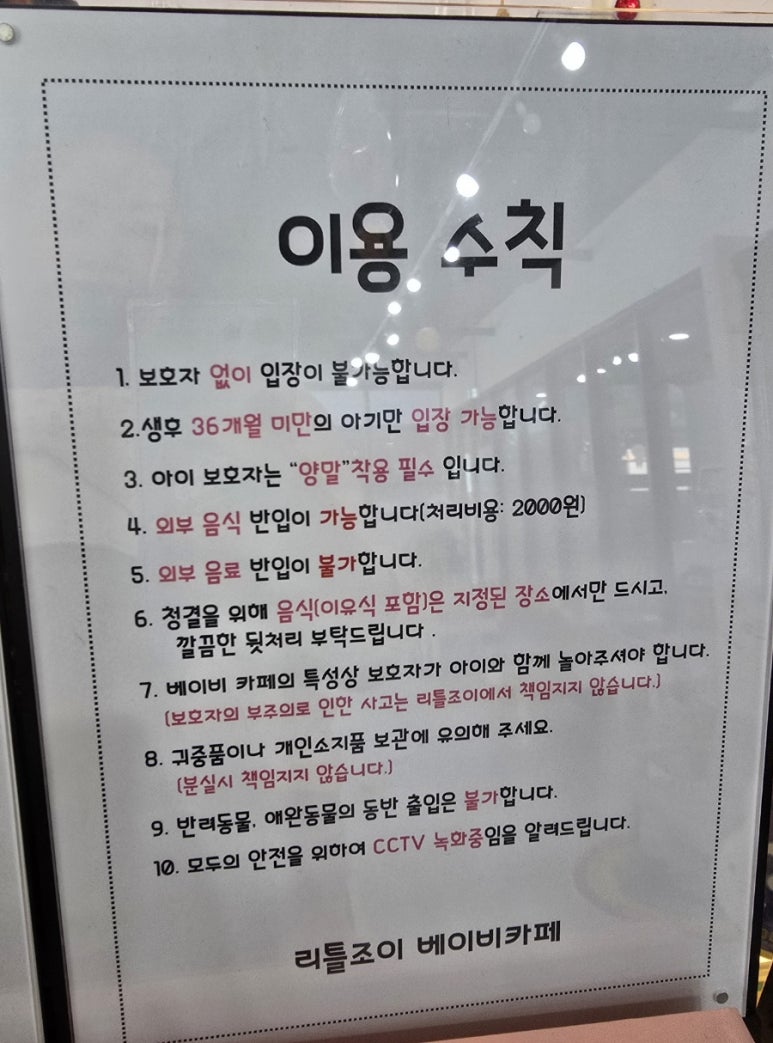 이용 수칙
1. 보호자 없이 입장이 불가능합니다.
2.생후 36개월 미만의 아기만 입장 가능합니다.
3. 아이 보호자는 “양말”착용 필수 입니다.
4. 외부 음식 반입이 가능합니다(처리비용: 2000원)
5. 외부 음료 반입이 불가합니다.
6. 청결을 위해 음식(이유식 포함)은 지정된 장소에서만 드시고,
깔끔한 뒷처리 부탁드립니다 .
7. 베이비 카페의 특성상 보호자가 아이와 함께 놀아주셔야 합니다.
(보호자의 부주의로 인한 사고는 리틀조이에서 책임지지 않습니다.)
8. 귀중품이나 개인소지품 보관에 유의해 주세요.
(분실시 책임지지 않습니다.)
9. 반려동물, 애완동물의 동반 출입은 불가합니다.
10. 모두의 안전을 위하여 CCTV 녹화중임을 알려드립니다.
리틀조이 베이비카페